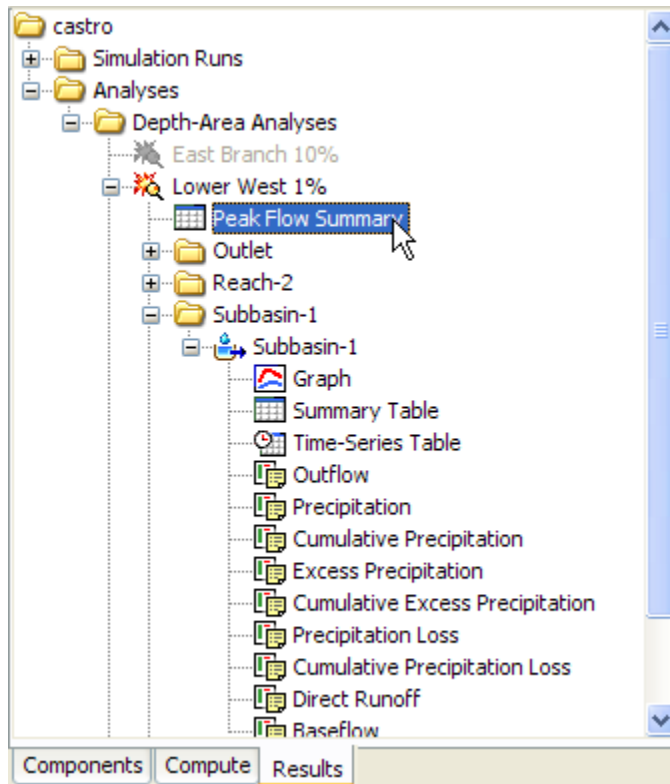 castro
Simulation Runs
Analyses
Depth-Area Analyses
East Branch 10%
Lower West 1%
Peak Flow Summary
Outlet
Reach-2
Subbasin-1
Subbasin-1
Graph
Summary Table
Time-Series Table
Outflow
Precipitation
Cumulative Precipitation
Excess Precipitation
Cumulative Excess Precipitation
Precipitation Loss
Cumulative Precipitation Loss
Direct Runoff
Baseflow
Components Compute Results